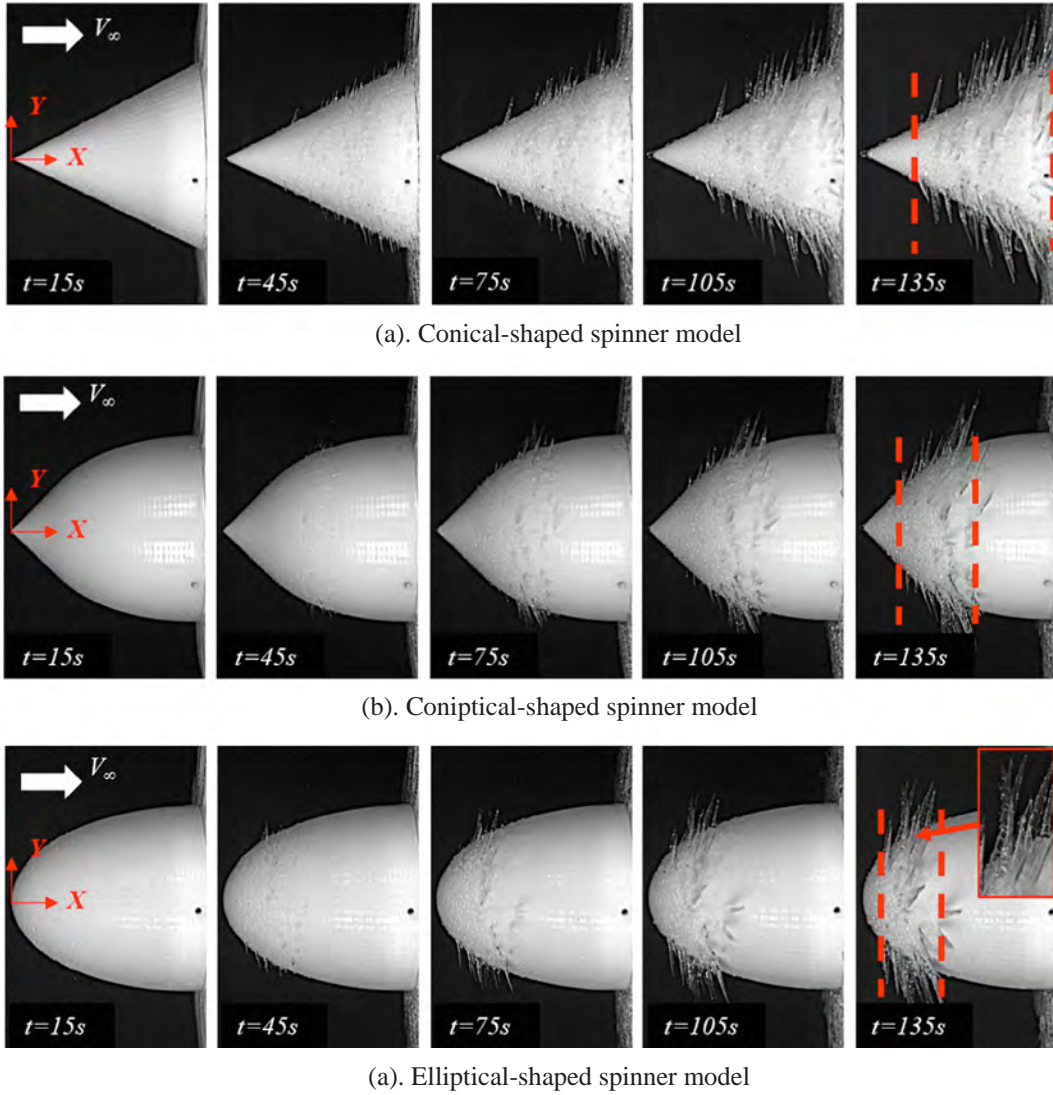 V∞
Y
X
t=15s t=45s t=75s t=105s t=135s
(a). Conical-shaped spinner model
V∞
Y
X
t=15s t=45s t=75s t=105s t=135s
(b). Coniptical-shaped spinner model
V∞
Y
X
t=15s t=45s t=75s t=105s t=135s
(a). Elliptical-shaped spinner model